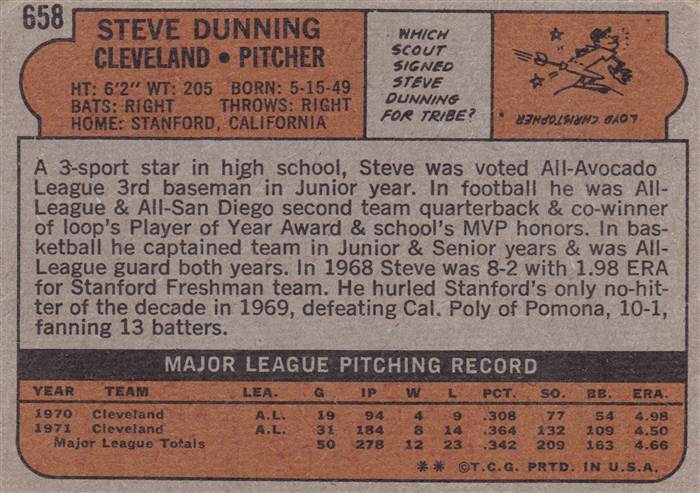 658
STEVE DUNNING
CLEVELAND • PITCHER
HT: 6'2" WT: 205 BORN: 5-15-49
BATS: RIGHT THROWS: RIGHT
HOME: STANFORD, CALIFORNIA
WHICH
SCOUT
SIGNED
STEVE
DUNNING
FOR TRIBE?
LOYD CHRISTOPHER
A 3-sport star in high school, Steve was voted All-Avocado
League 3rd baseman in Junior year. In football he was All-
League & All-San Diego second team quarterback & co-winner
of loop's Player of Year Award & school's MVP honors. In bas-
ketball he captained team in Junior & Senior years & was All-
League guard both years. In 1968 Steve was 8-2 with 1.98 ERA
for Stanford Freshman team. He hurled Stanford's only no-hit-
ter of the decade in 1969, defeating Cal. Poly of Pomona, 10-1,
fanning 13 batters.
MAJOR LEAGUE PITCHING RECORD
YEAR TEAM LEA. G IP W L PCT. SO. BB. ERA.
1970 Cleveland A.L. 19 94 4 9 .308 77 54 4.98
1971 Cleveland A.L. 31 184 8 14 .364 132 109 4.50
Major League Totals 50 278 12 23 .342 209 163 4.66
** ©T.C.G. PRTD. IN U.S.A.